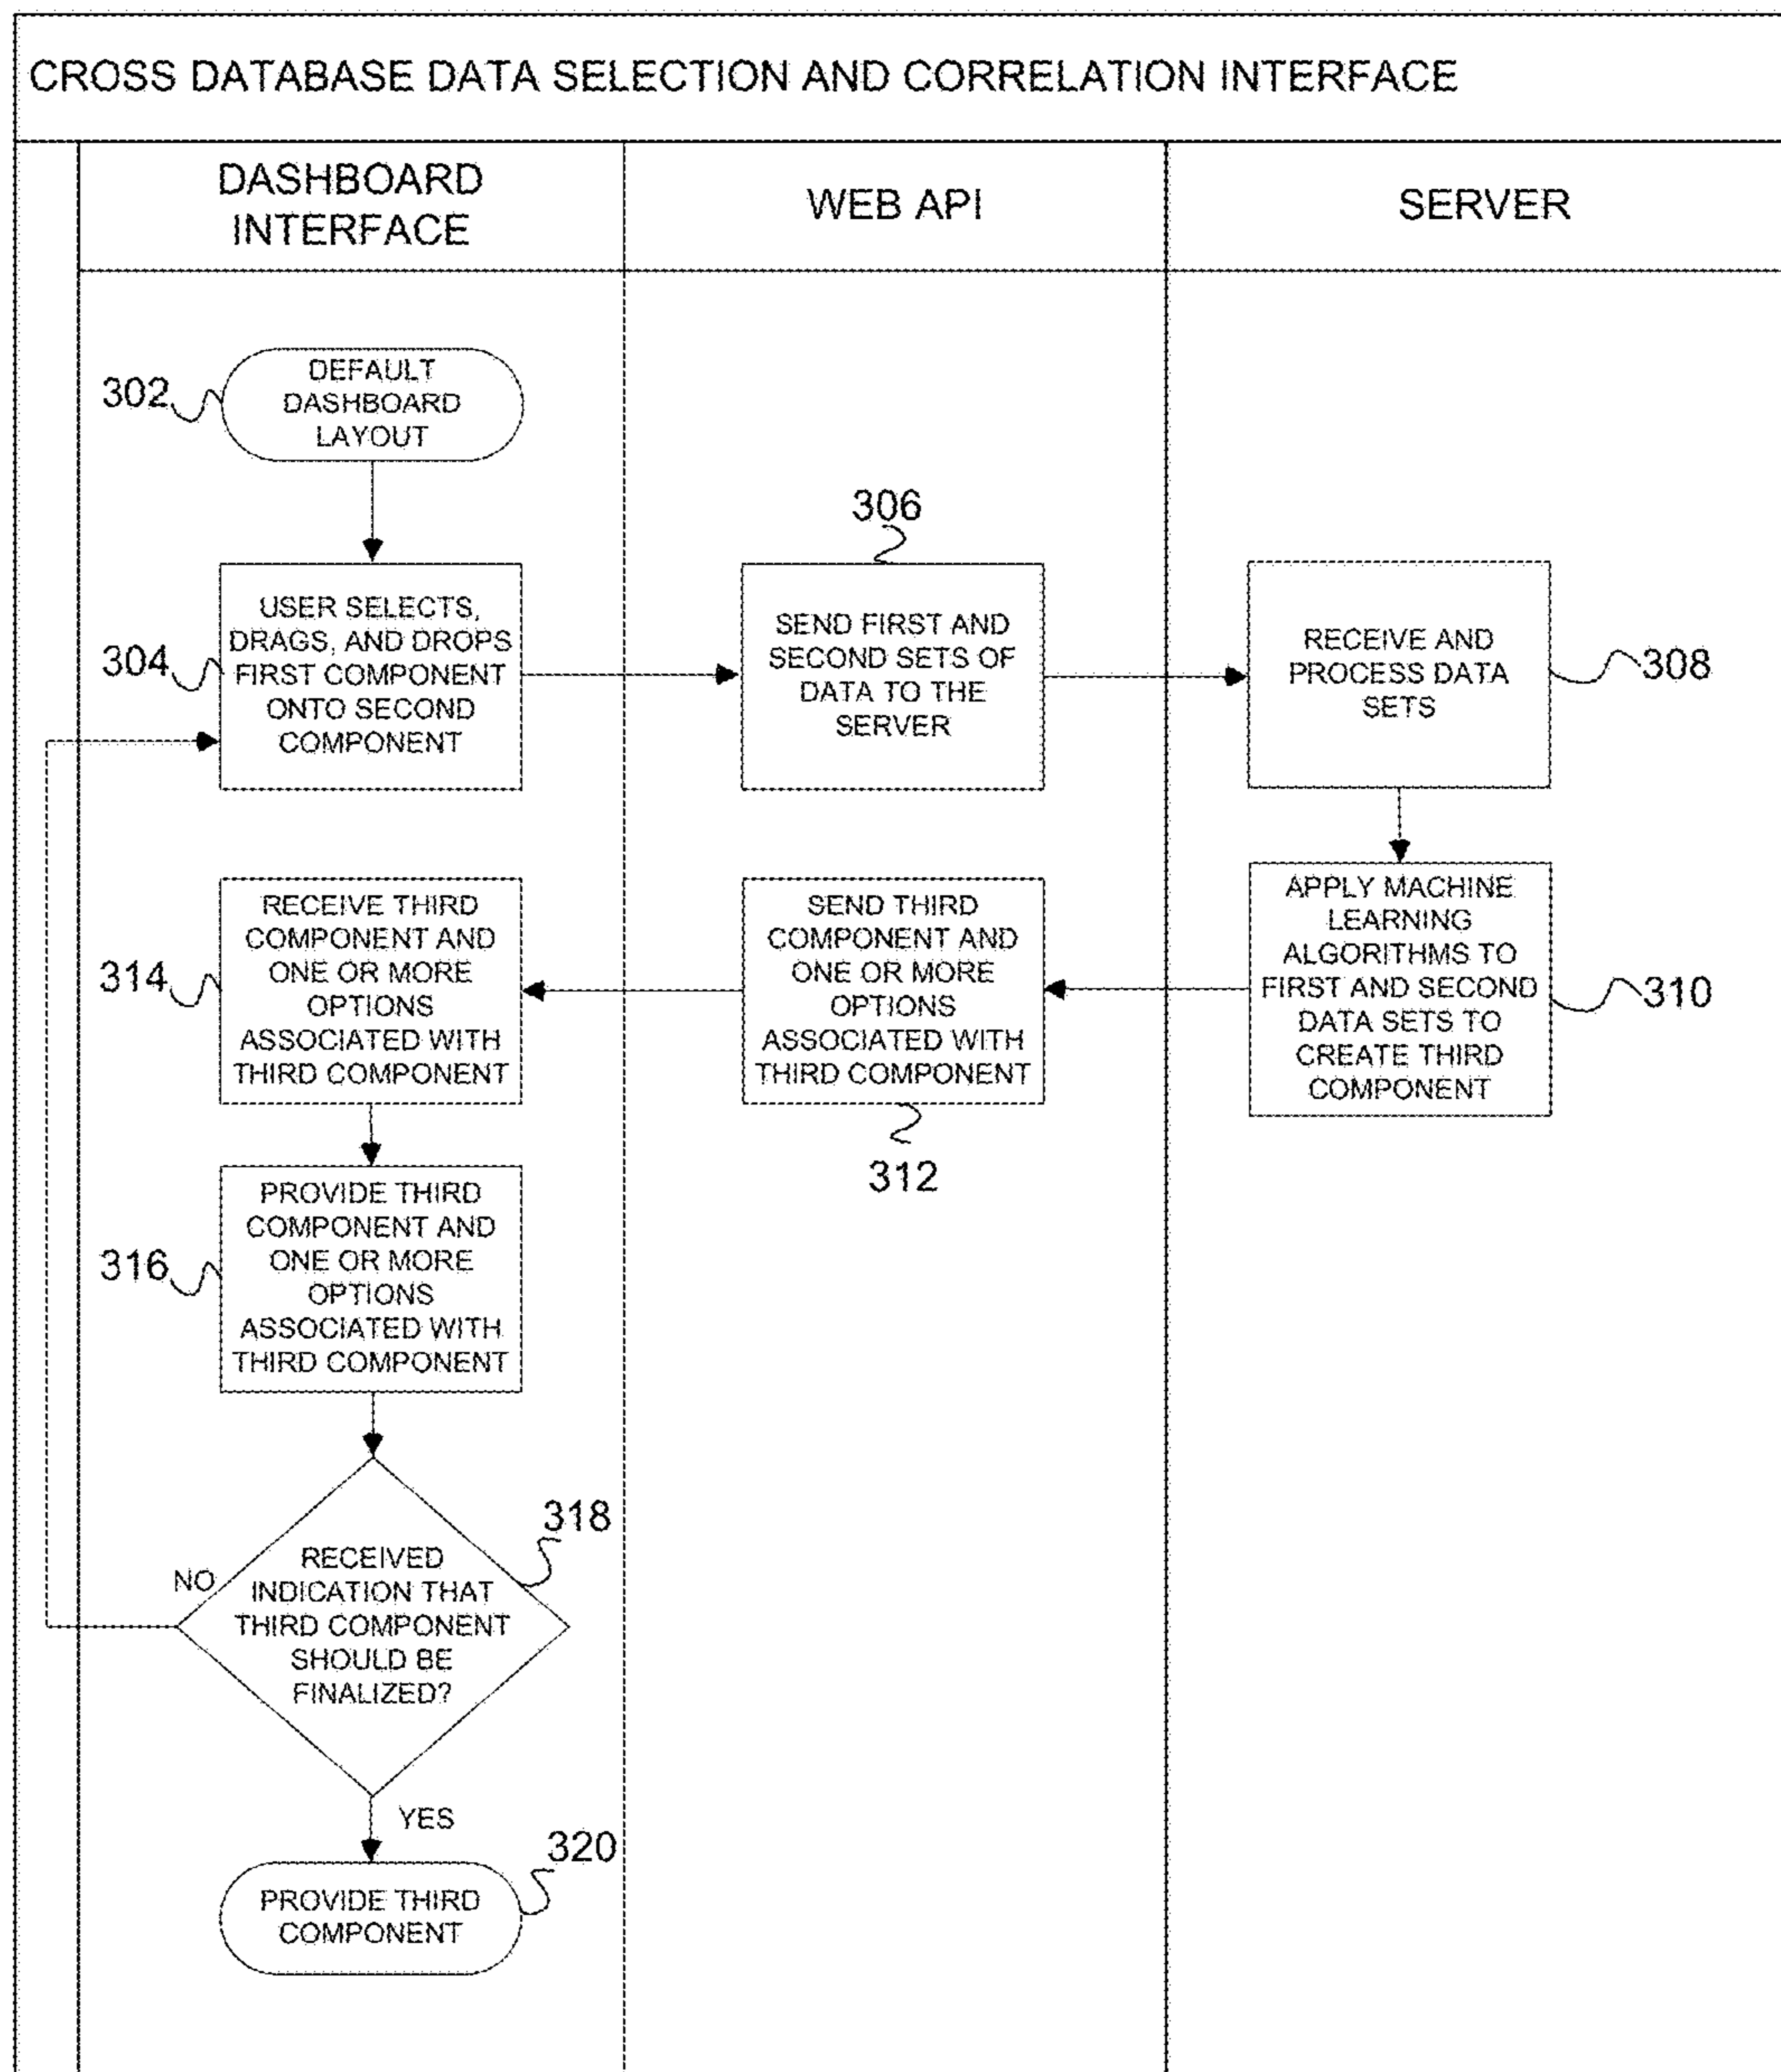 CROSS DATABASE DATA SELECTION AND CORRELATION INTERFACE
DASHBOARD
INTERFACE
WEB API
SERVER
302
DEFAULT
DASHBOARD
LAYOUT
304
USER SELECTS,
DRAGS, AND DROPS
FIRST COMPONENT
ONTO SECOND
COMPONENT
306
SEND FIRST AND
SECOND SETS OF
DATA TO THE
SERVER
RECEIVE AND
PROCESS DATA
SETS
308
APPLY MACHINE
LEARNING
ALGORITHMS TO
FIRST AND SECOND
DATA SETS TO
CREATE THIRD
COMPONENT
310
SEND THIRD
COMPONENT AND
ONE OR MORE
OPTIONS
ASSOCIATED WITH
THIRD COMPONENT
312
314
RECEIVE THIRD
COMPONENT AND
ONE OR MORE
OPTIONS
ASSOCIATED WITH
THIRD COMPONENT
316
PROVIDE THIRD
COMPONENT AND
ONE OR MORE
OPTIONS
ASSOCIATED WITH
THIRD COMPONENT
318
NO
RECEIVED
INDICATION THAT
THIRD COMPONENT
SHOULD BE
FINALIZED?
YES
320
PROVIDE THIRD
COMPONENT